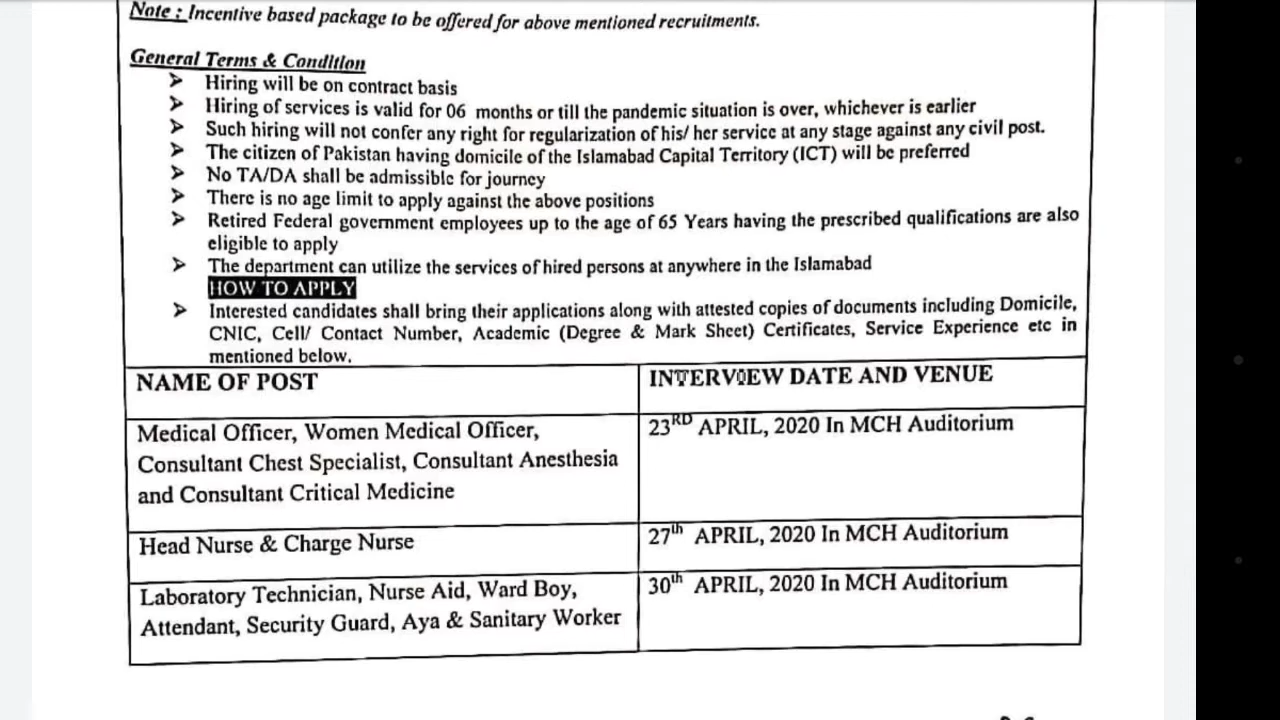 Note : Incentive based package to be offered for above mentioned recruitments.
General Terms & Condition
➤ Hiring will be on contract basis
➤ Hiring of services is valid for 06 months or till the pandemic situation is over, whichever is earlier
➤ Such hiring will not confer any right for regularization of his/ her service at any stage against any civil post.
➤ The citizen of Pakistan having domicile of the Islamabad Capital Territory (ICT) will be preferred
➤ No TA/DA shall be admissible for journey
➤ There is no age limit to apply against the above positions
➤ Retired Federal government employees up to the age of 65 Years having the prescribed qualifications are also
eligible to apply
➤ The department can utilize the services of hired persons at anywhere in the Islamabad
HOW TO APPLY
➤ Interested candidates shall bring their applications along with attested copies of documents including Domicile,
CNIC, Cell/ Contact Number, Academic (Degree & Mark Sheet) Certificates, Service Experience etc in
mentioned below.
NAME OF POST
INTERVIEW DATE AND VENUE
Medical Officer, Women Medical Officer,
Consultant Chest Specialist, Consultant Anesthesia
and Consultant Critical Medicine
23RD APRIL, 2020 In MCH Auditorium
Head Nurse & Charge Nurse
27th APRIL, 2020 In MCH Auditorium
Laboratory Technician, Nurse Aid, Ward Boy,
Attendant, Security Guard, Aya & Sanitary Worker
30th APRIL, 2020 In MCH Auditorium